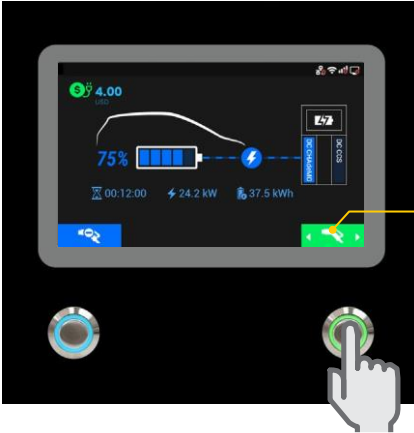 $ 4.00
USD
75%
00:12:00 24.2 kW 37.5 kWh
DC CHAdeMO
DC CCS